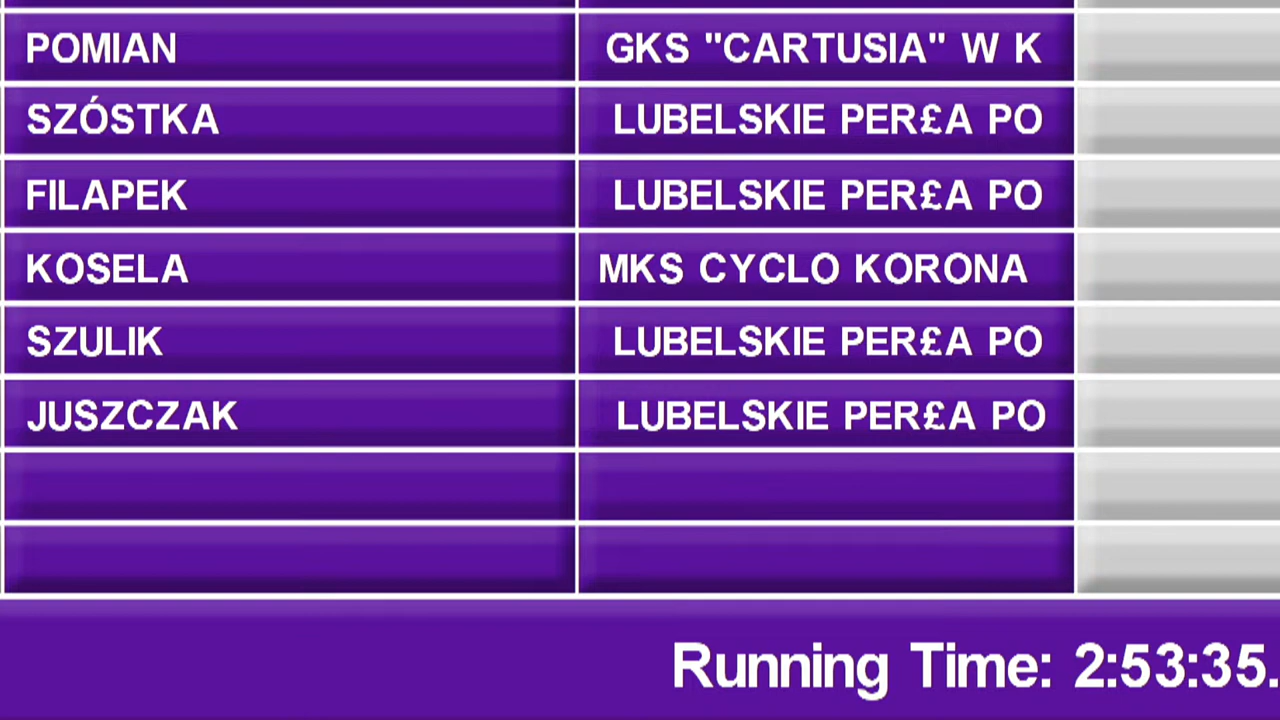 POMIAN GKS "CARTUSIA" W K
SZÓSTKA LUBELSKIE PER£A PO
FILAPEK LUBELSKIE PER£A PO
KOSELA MKS CYCLO KORONA
SZULIK LUBELSKIE PER£A PO
JUSZCZAK LUBELSKIE PER£A PO
Running Time: 2:53:35.